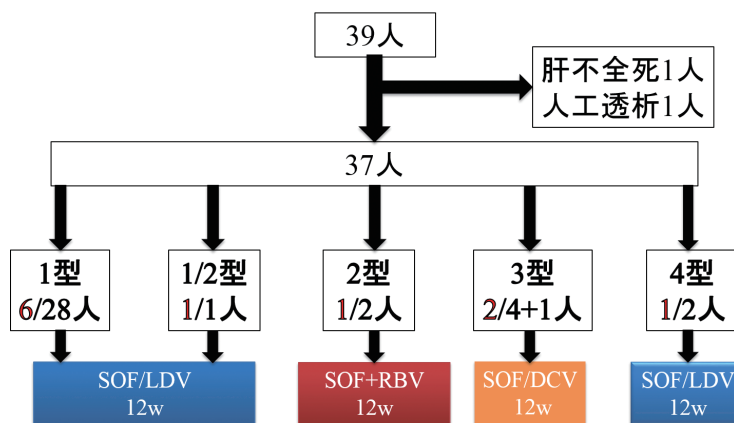 39人
肝不全死1人
人工透析1人
37人
1型
6/28人
1/2型
1/1人
2型
1/2人
3型
2/4+1人
4型
1/2人
SOF/LDV
12w
SOF+RBV
12w
SOF/DCV
12w
SOF/LDV
12w